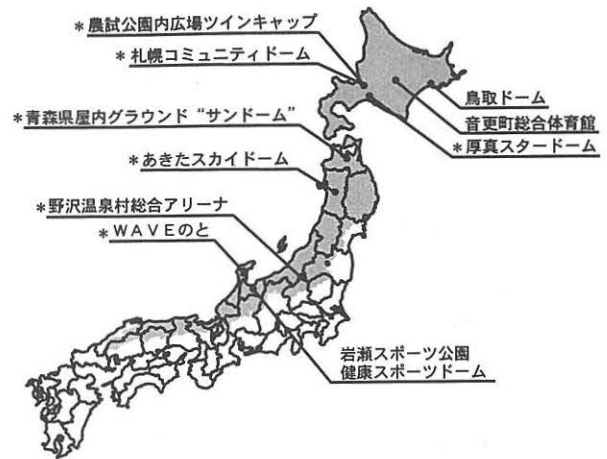 *農試公園内広場ツインキャップ
*札幌コミュニティドーム
鳥取ドーム
音更町総合体育館
*青森県屋内グラウンド“サンドーム”
*厚真スタードーム
*あきたスカイドーム
*野沢温泉村総合アリーナ
*WAVEのと
岩瀬スポーツ公園
健康スポーツドーム